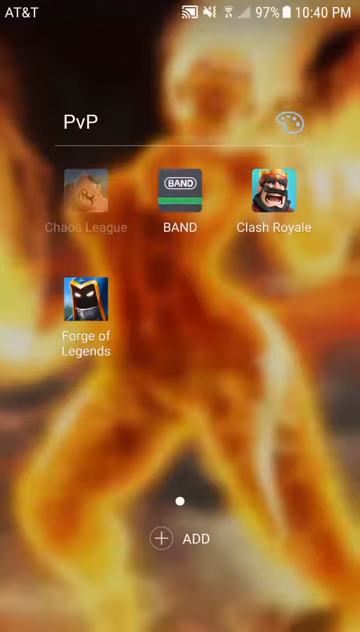 AT&T 97% 10:40 PM
PvP
Chaos League BAND Clash Royale
BAND
Forge of
Legends
ADD